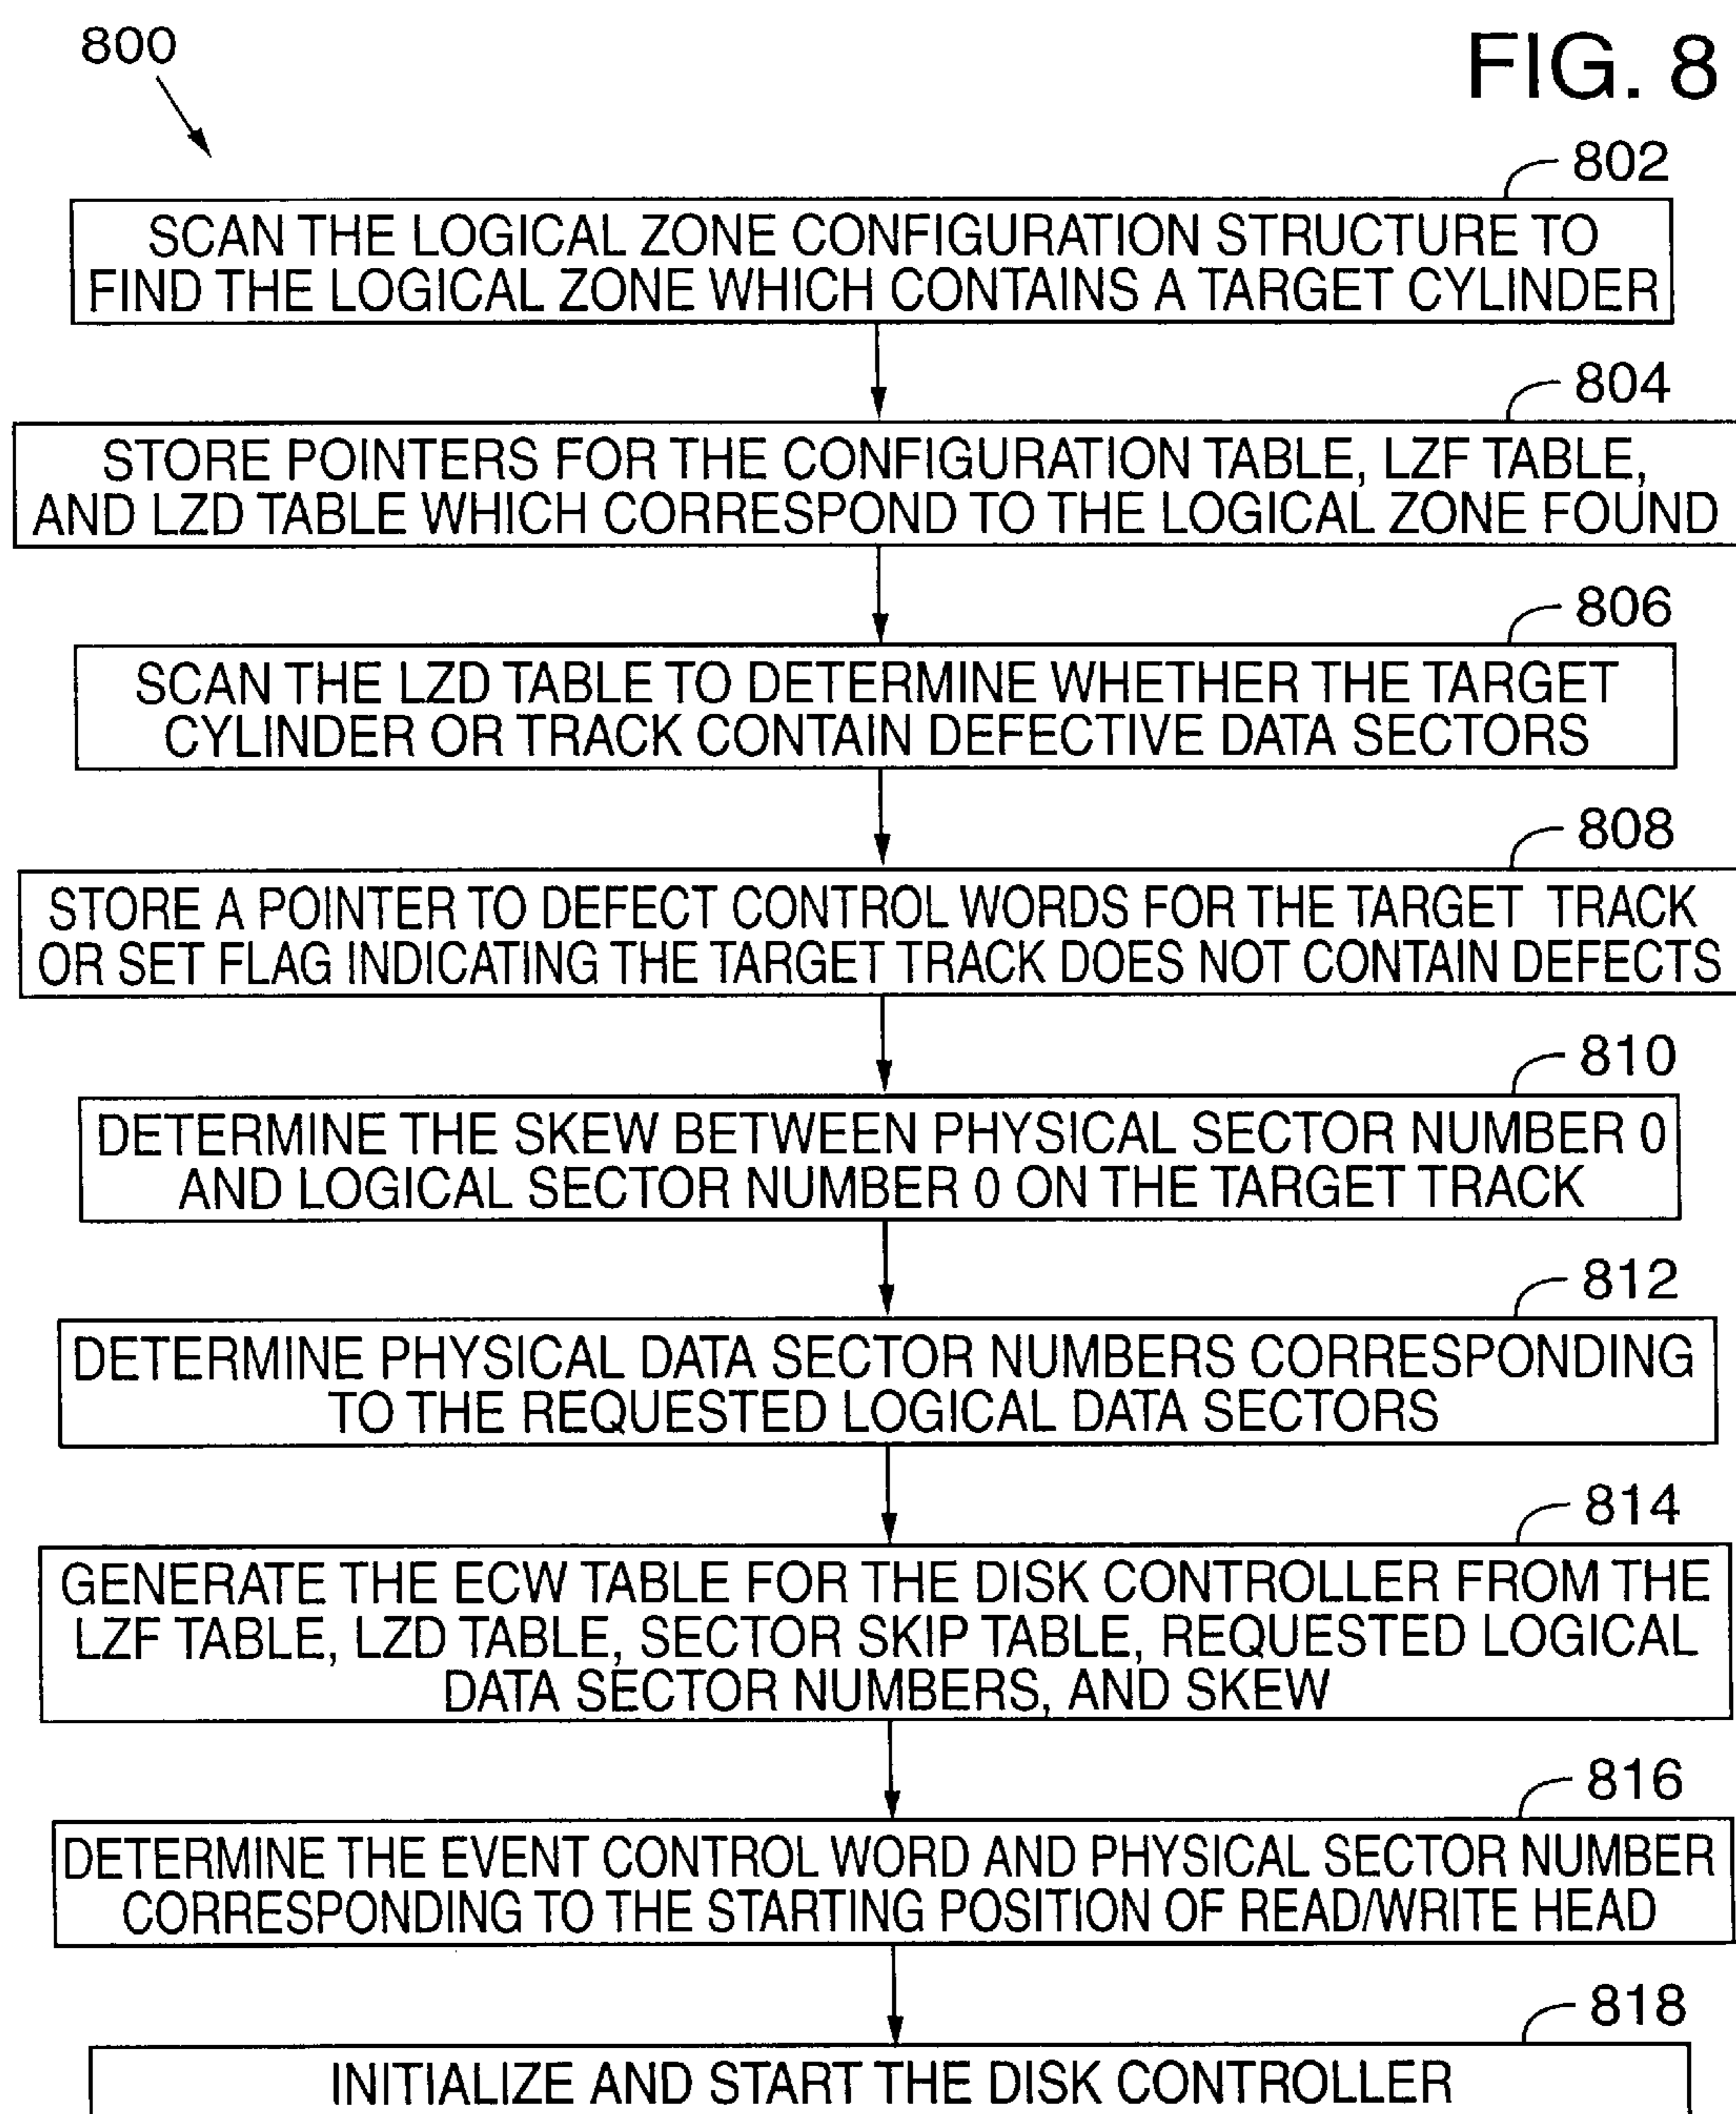 800
FIG. 8
802
SCAN THE LOGICAL ZONE CONFIGURATION STRUCTURE TO
FIND THE LOGICAL ZONE WHICH CONTAINS A TARGET CYLINDER
804
STORE POINTERS FOR THE CONFIGURATION TABLE, LZF TABLE,
AND LZD TABLE WHICH CORRESPOND TO THE LOGICAL ZONE FOUND
806
SCAN THE LZD TABLE TO DETERMINE WHETHER THE TARGET
CYLINDER OR TRACK CONTAIN DEFECTIVE DATA SECTORS
808
STORE A POINTER TO DEFECT CONTROL WORDS FOR THE TARGET TRACK
OR SET FLAG INDICATING THE TARGET TRACK DOES NOT CONTAIN DEFECTS
810
DETERMINE THE SKEW BETWEEN PHYSICAL SECTOR NUMBER 0
AND LOGICAL SECTOR NUMBER 0 ON THE TARGET TRACK
812
DETERMINE PHYSICAL DATA SECTOR NUMBERS CORRESPONDING
TO THE REQUESTED LOGICAL DATA SECTORS
814
GENERATE THE ECW TABLE FOR THE DISK CONTROLLER FROM THE
LZF TABLE, LZD TABLE, SECTOR SKIP TABLE, REQUESTED LOGICAL
DATA SECTOR NUMBERS, AND SKEW
816
DETERMINE THE EVENT CONTROL WORD AND PHYSICAL SECTOR NUMBER
CORRESPONDING TO THE STARTING POSITION OF READ/WRITE HEAD
818
INITIALIZE AND START THE DISK CONTROLLER